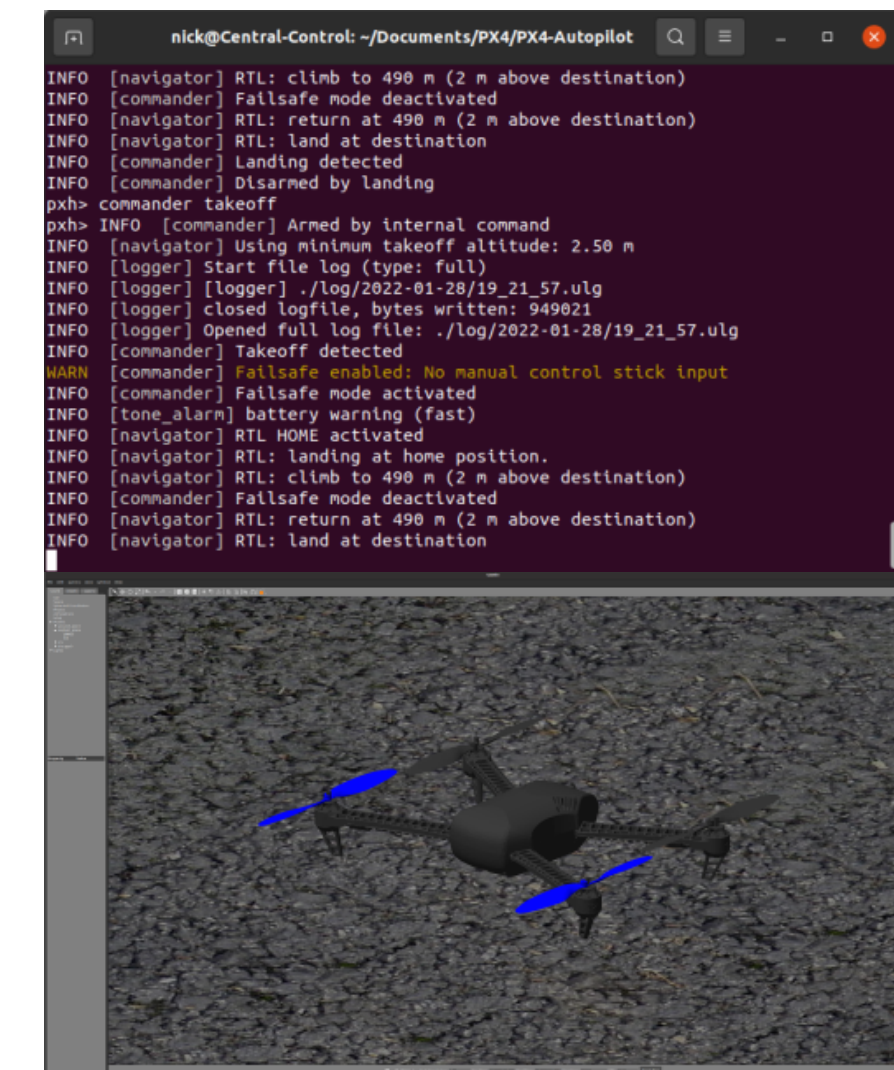 nick@Central-Control: ~/Documents/PX4/PX4-Autopilot
INFO [navigator] RTL: climb to 490 m (2 m above destination)
INFO [commander] Failsafe mode deactivated
INFO [navigator] RTL: return at 490 m (2 m above destination)
INFO [navigator] RTL: land at destination
INFO [commander] Landing detected
INFO [commander] Disarmed by landing
pxh> commander takeoff
pxh> INFO [commander] Armed by internal command
INFO [navigator] Using minimum takeoff altitude: 2.50 m
INFO [logger] Start file log (type: full)
INFO [logger] [logger] ./log/2022-01-28/19_21_57.ulg
INFO [logger] closed logfile, bytes written: 949021
INFO [logger] Opened full log file: ./log/2022-01-28/19_21_57.ulg
INFO [commander] Takeoff detected
WARN [commander] Failsafe enabled: No manual control stick input
INFO [commander] Failsafe mode activated
INFO [tone_alarm] battery warning (fast)
INFO [navigator] RTL HOME activated
INFO [navigator] RTL: landing at home position.
INFO [navigator] RTL: climb to 490 m (2 m above destination)
INFO [commander] Failsafe mode deactivated
INFO [navigator] RTL: return at 490 m (2 m above destination)
INFO [navigator] RTL: land at destination